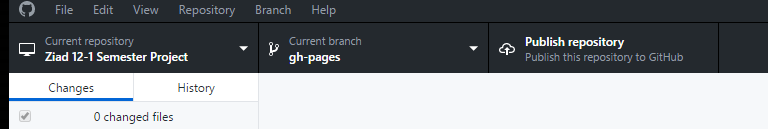 File Edit View Repository Branch Help
Current repository
Ziad 12-1 Semester Project
Current branch
gh-pages
Publish repository
Publish this repository to GitHub
Changes History
0 changed files